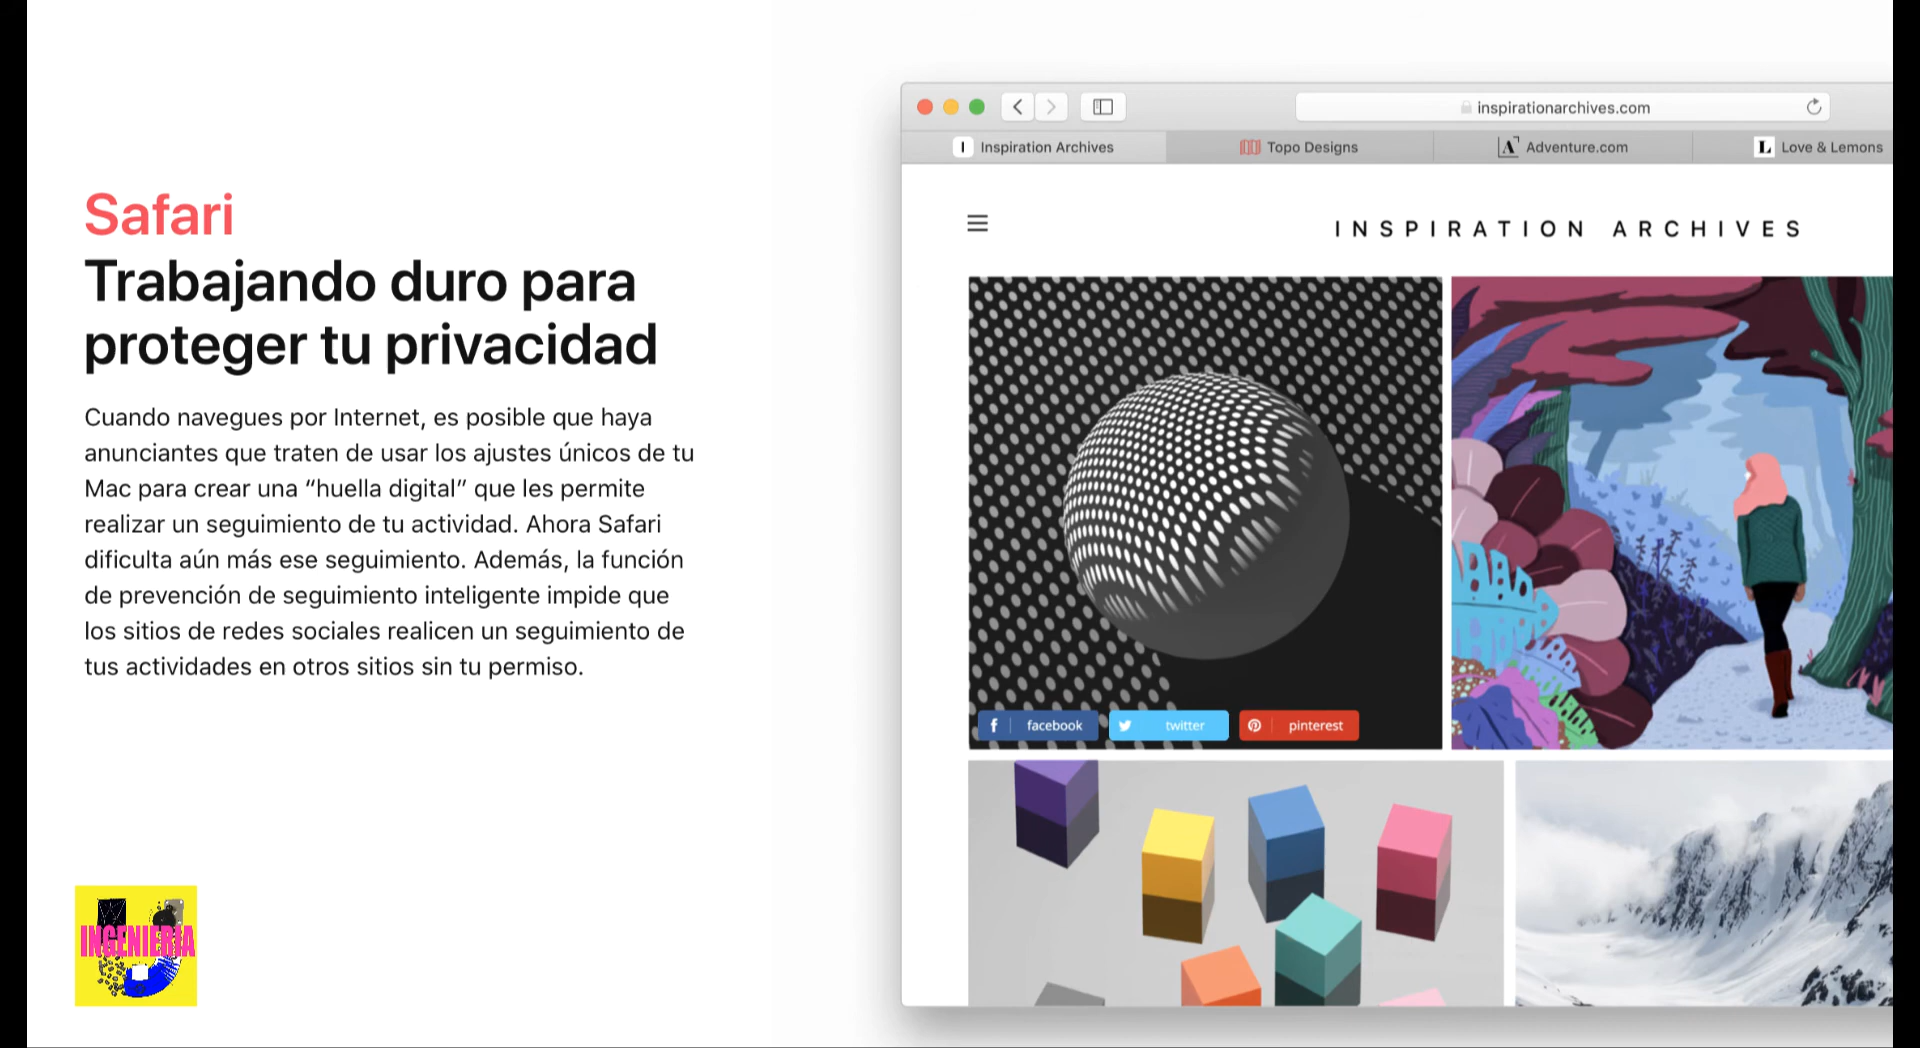 Safari
Trabajando duro para
proteger tu privacidad
Cuando navegues por Internet, es posible que haya
anunciantes que traten de usar los ajustes únicos de tu
Mac para crear una “huella digital” que les permite
realizar un seguimiento de tu actividad. Ahora Safari
dificulta aún más ese seguimiento. Además, la función
de prevención de seguimiento inteligente impide que
los sitios de redes sociales realicen un seguimiento de
tus actividades en otros sitios sin tu permiso.
INGENIERIA
inspirationarchives.com
I Inspiration Archives
Topo Designs
A Adventure.com
L Love & Lemons
INSPIRATION ARCHIVES
f facebook
twitter
pinterest